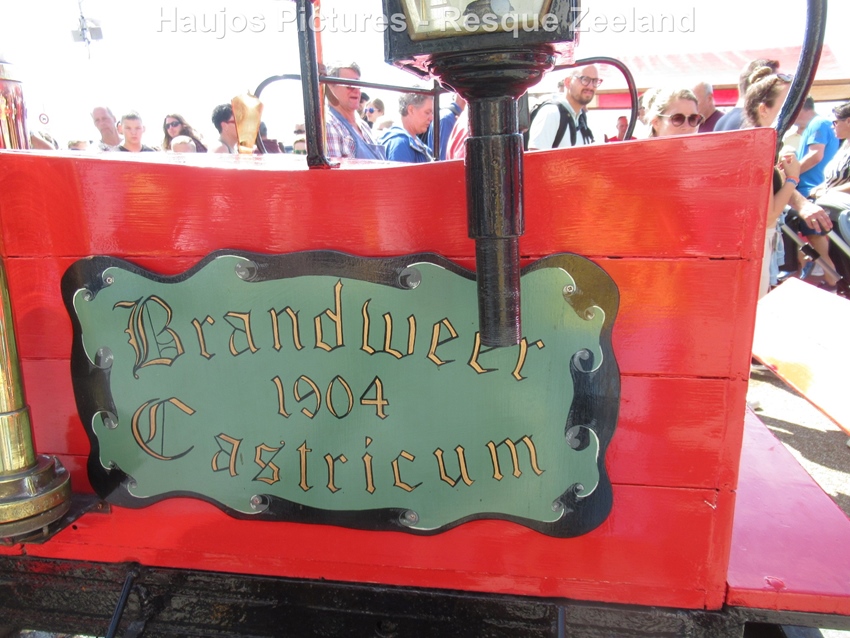 Haujos Pictures - Resque Zeeland
Brandweer
1904
Castricum